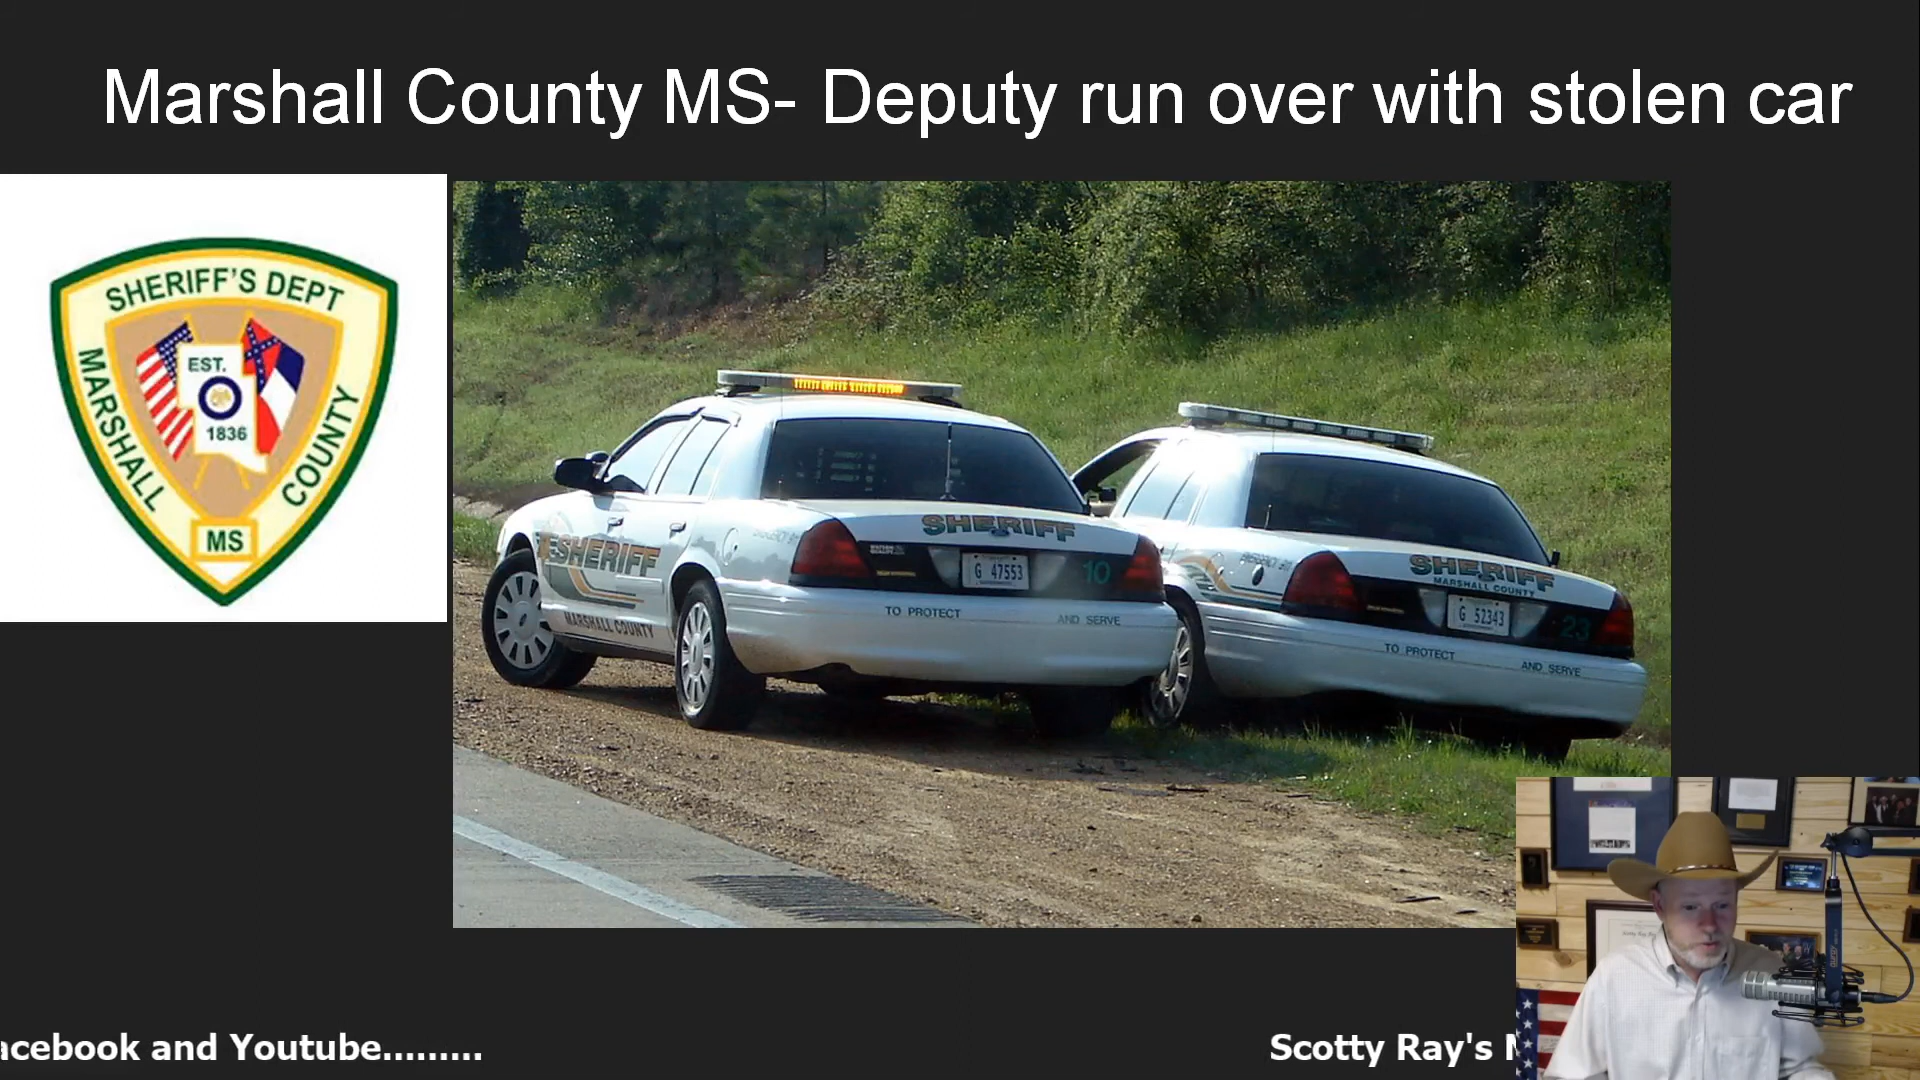 Marshall County MS- Deputy run over with stolen car
SHERIFF'S DEPT
EST.
1836
MARSHALL
COUNTY
MS
SHERIFF
G 47553
10
TO PROTECT
AND SERVE
SHERIFF
MARSHALL COUNTY
SHERIFF
MARSHALL COUNTY
G 52343
23
TO PROTECT
AND SERVE
acebook and Youtube.........
Scotty Ray's